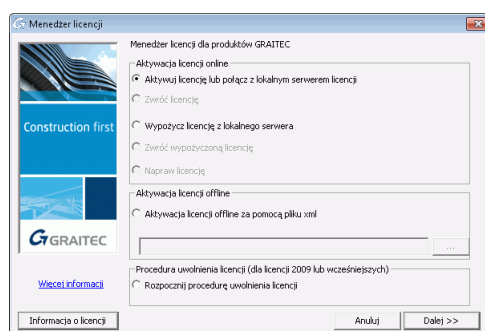 Menedżer licencji
Menedżer licencji dla produktów GRAITEC
Aktywacja licencji online
Aktywuj licencję lub połącz z lokalnym serwerem licencji
Zwróć licencję
Construction first
Wypożycz licencję z lokalnego serwera
Zwróć wypożyczoną licencję
Napraw licencję
Aktywacja licencji offline
Aktywacja licencji offline za pomocą pliku xml
GRAITEC
...
Procedura uwolnienia licencji (dla licencji 2009 lub wcześniejszych)
Więcej informacji
Rozpocznij procedurę uwolnienia licencji
Informacja o licencji
Anuluj
Dalej >>